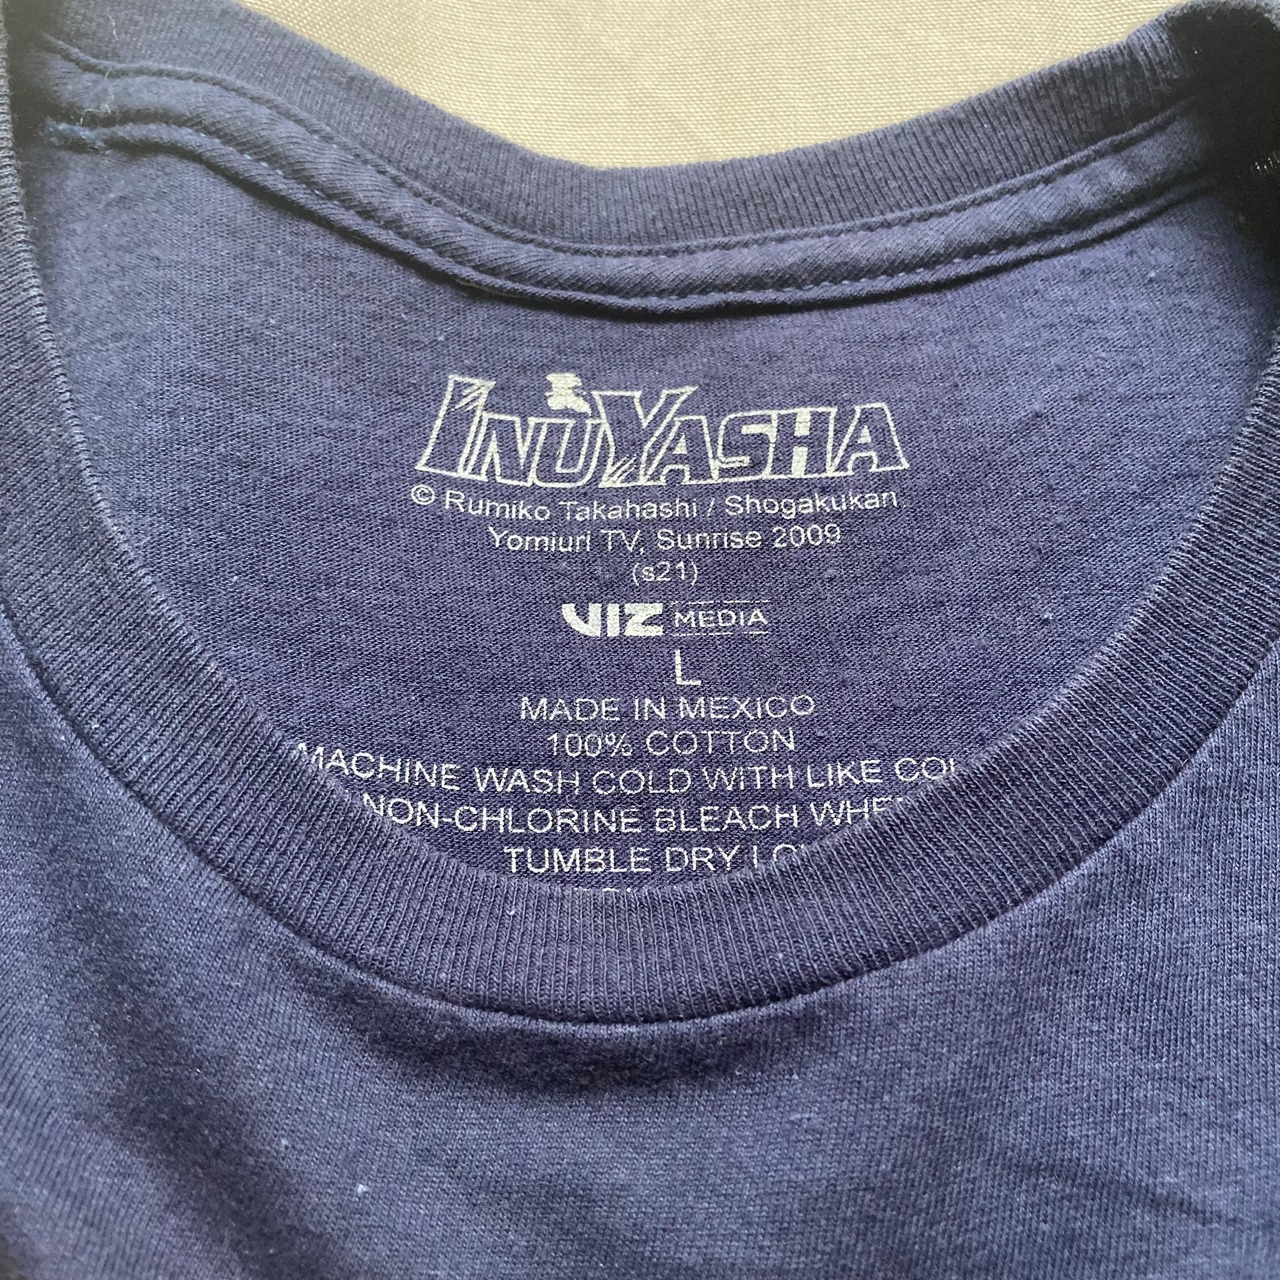 INUYASHA
© Rumiko Takahashi / Shogakukan
Yomiuri TV, Sunrise 2009
(s21)
VIZ MEDIA
L
MADE IN MEXICO
100% COTTON
MACHINE WASH COLD WITH LIKE
NON-CHLORINE BLEACH
TUMBLE DRY